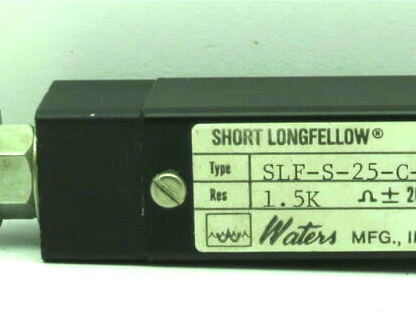 SHORT LONGFELLOW®
Type SLF-S-25-C-
Res 1.5K Ω ± 
Waters MFG.,